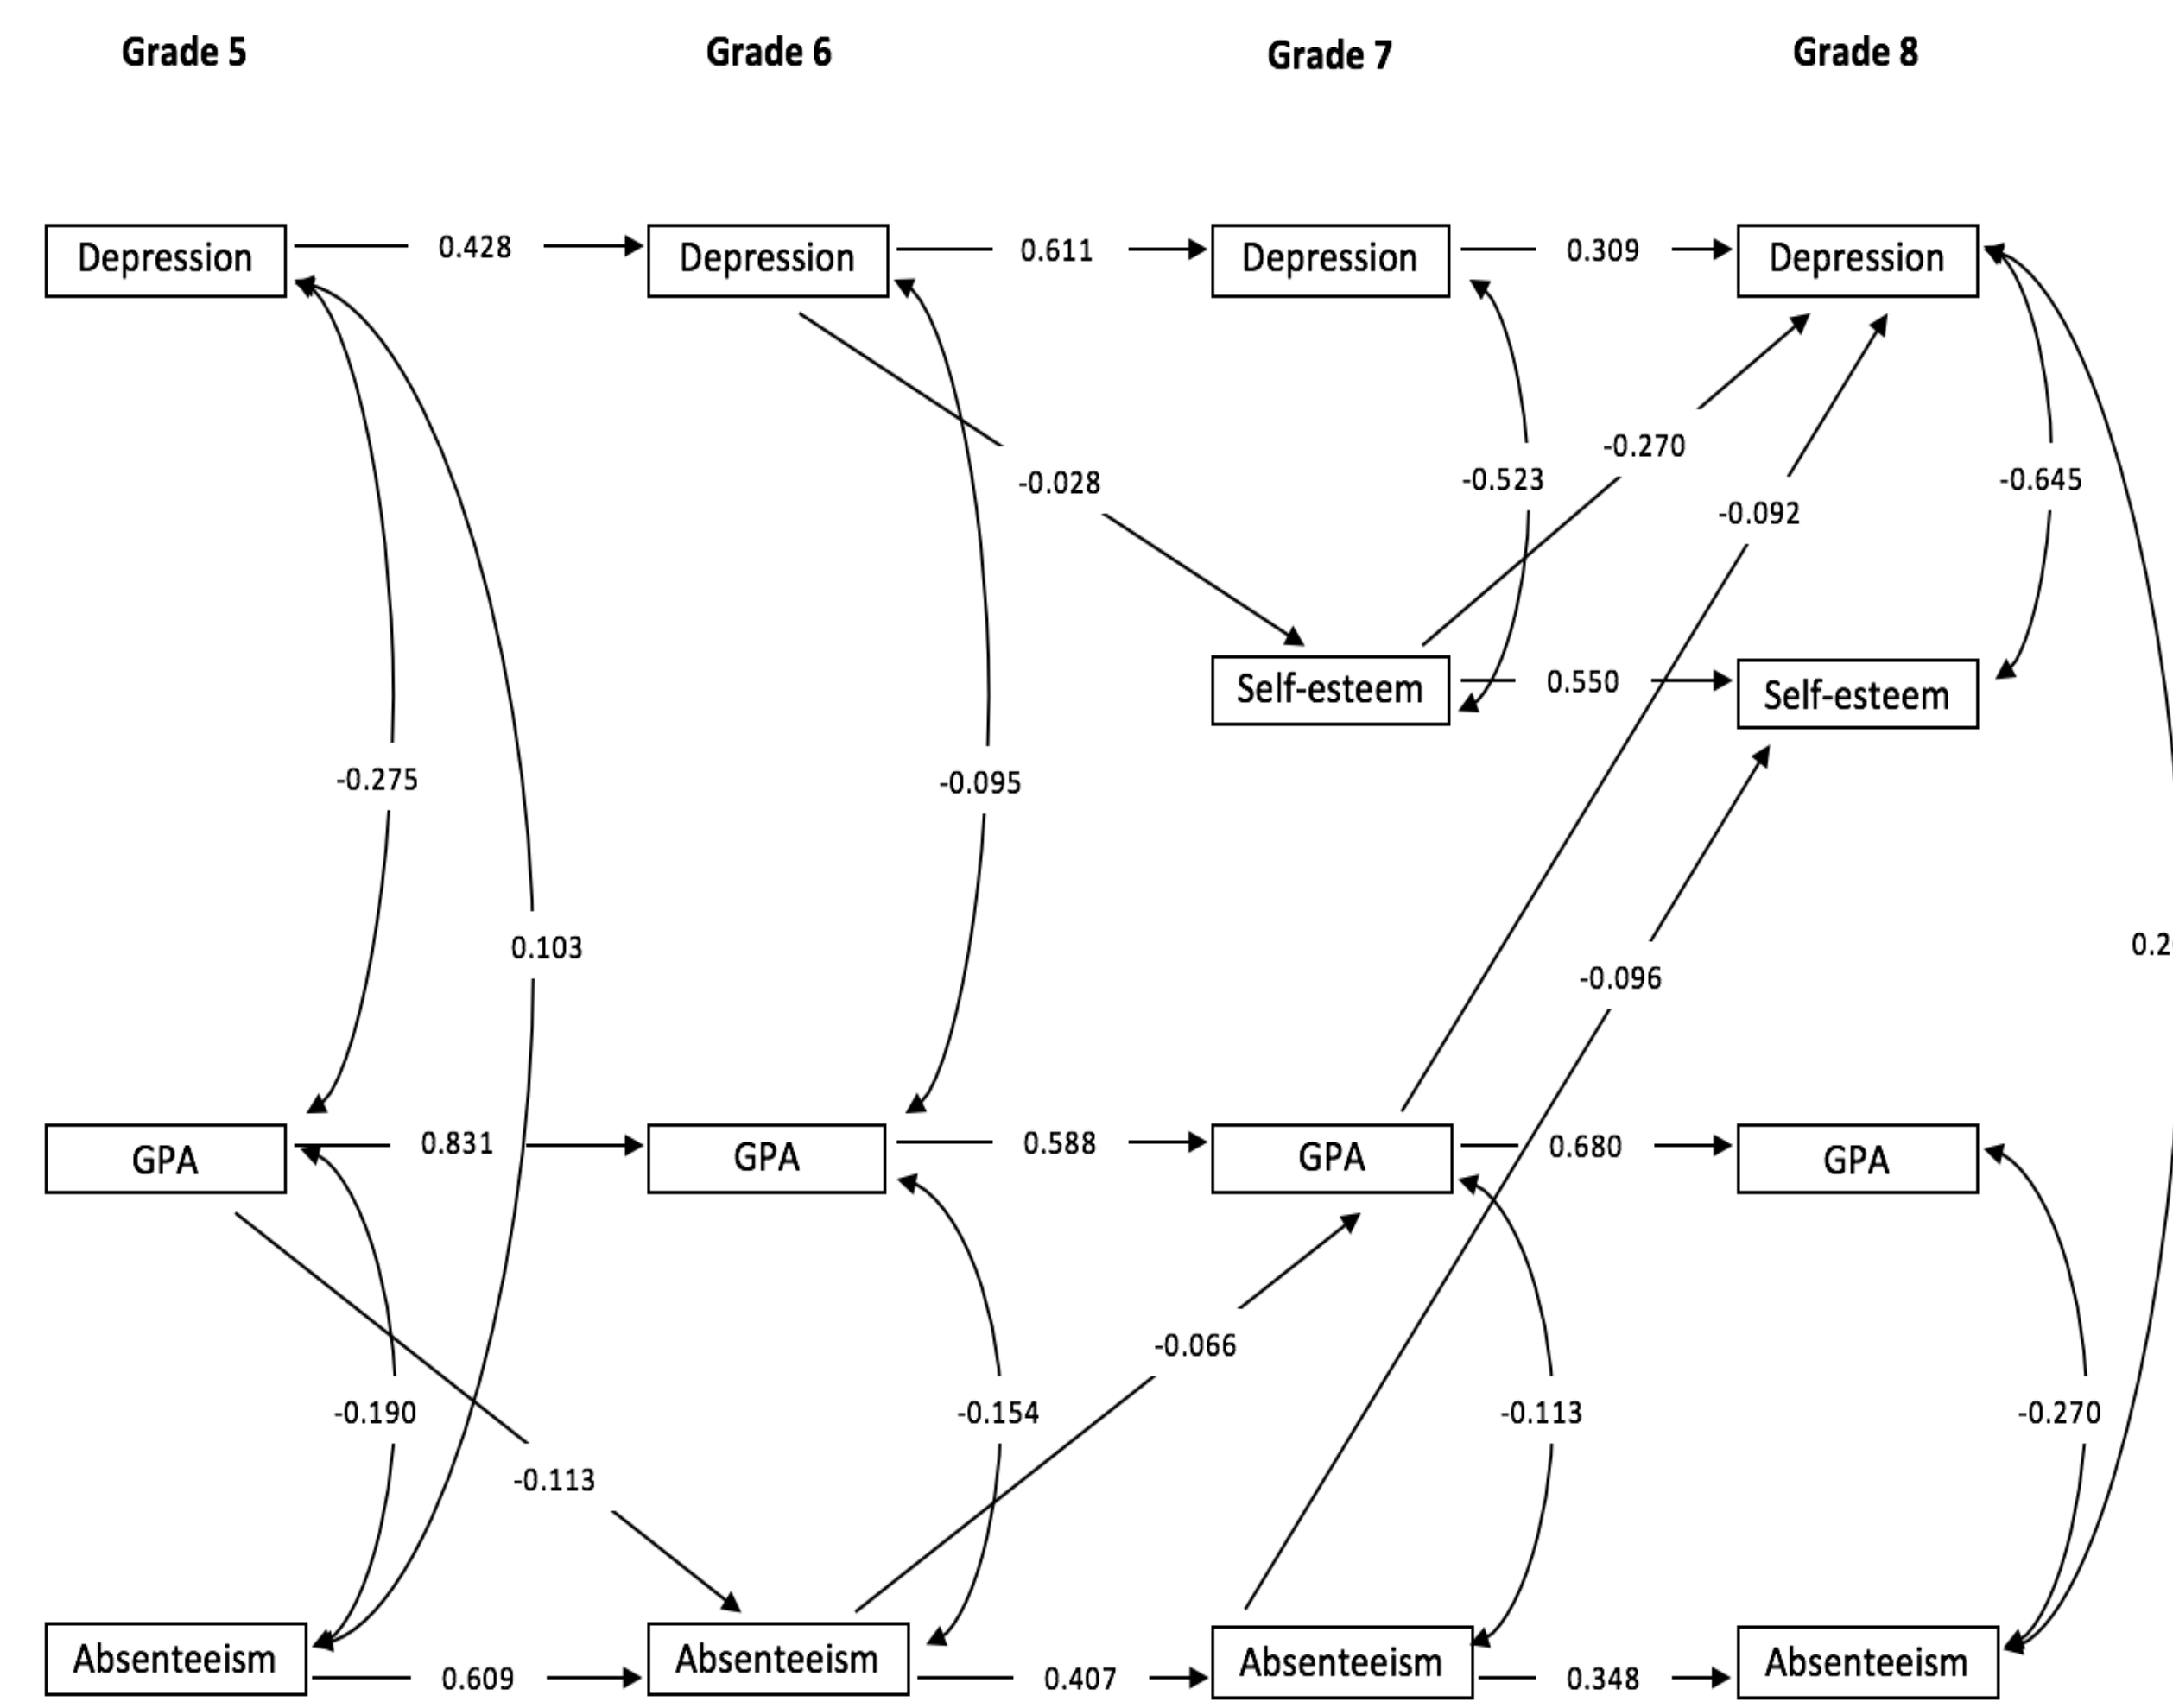 Grade 5 Grade 6 Grade 7 Grade 8
Depression 0.428 Depression 0.611 Depression 0.309 Depression
-0.270
-0.028 -0.523 -0.645
-0.092
Self-esteem 0.550 Self-esteem
-0.275 -0.095
0.103 0.2
-0.096
GPA 0.831 GPA 0.588 GPA 0.680 GPA
-0.066
-0.190 -0.154 -0.113 -0.270
-0.113
Absenteeism 0.609 Absenteeism 0.407 Absenteeism 0.348 Absenteeism